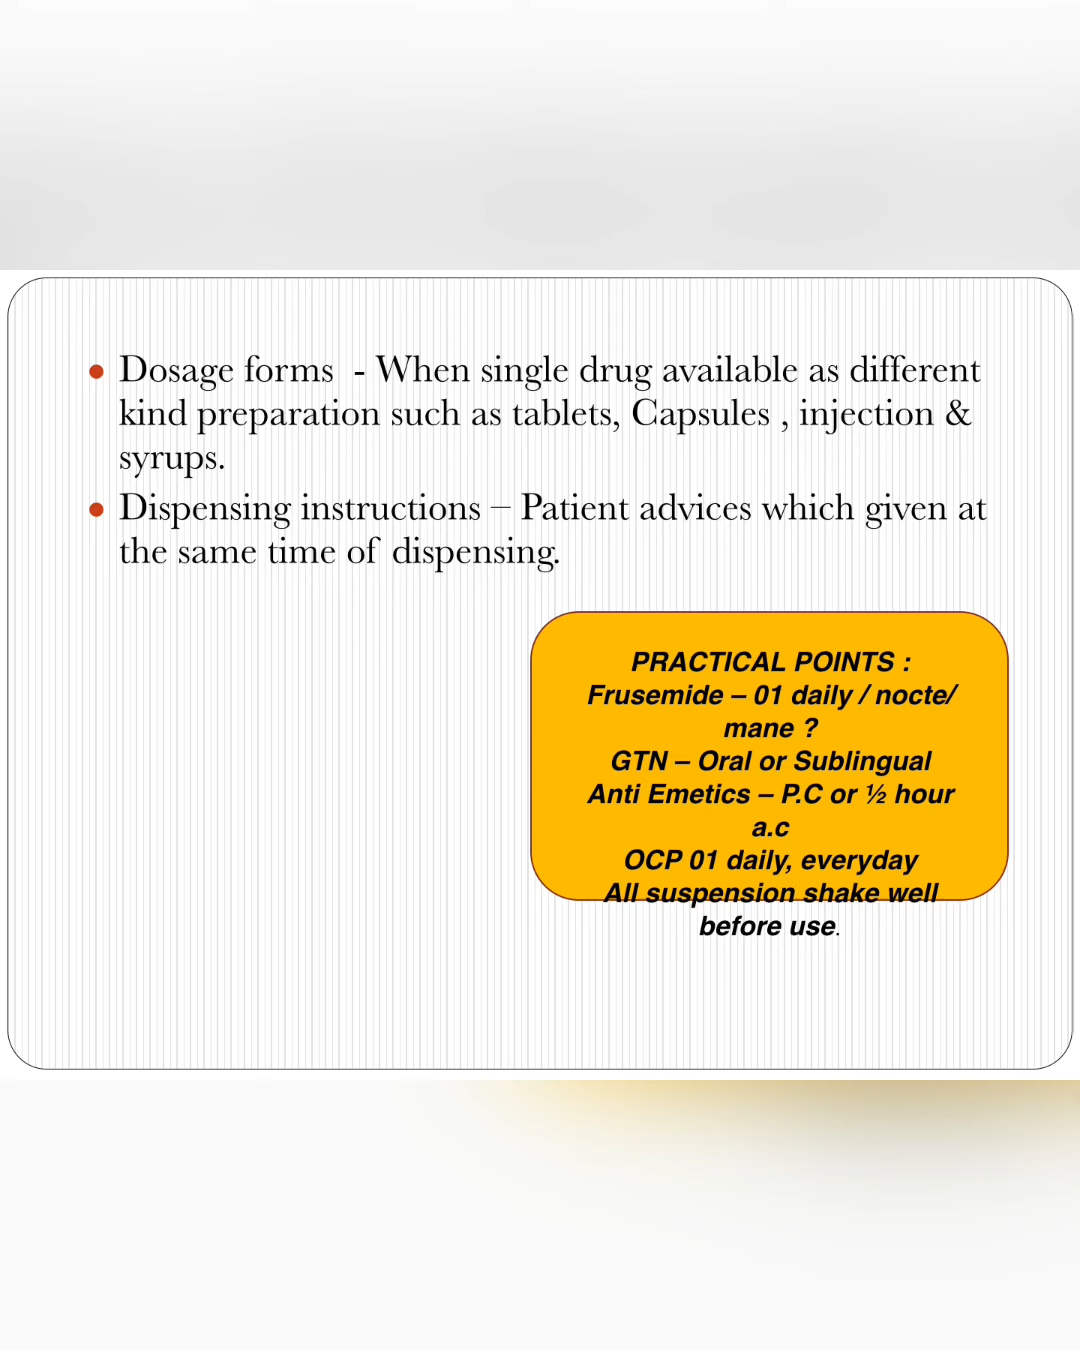 Dosage forms - When single drug available as different
kind preparation such as tablets, Capsules , injection &
syrups.
Dispensing instructions – Patient advices which given at
the same time of dispensing.
PRACTICAL POINTS :
Frusemide – 01 daily / nocte/
mane ?
GTN – Oral or Sublingual
Anti Emetics – P.C or ½ hour
a.c
OCP 01 daily, everyday
All suspension shake well
before use.